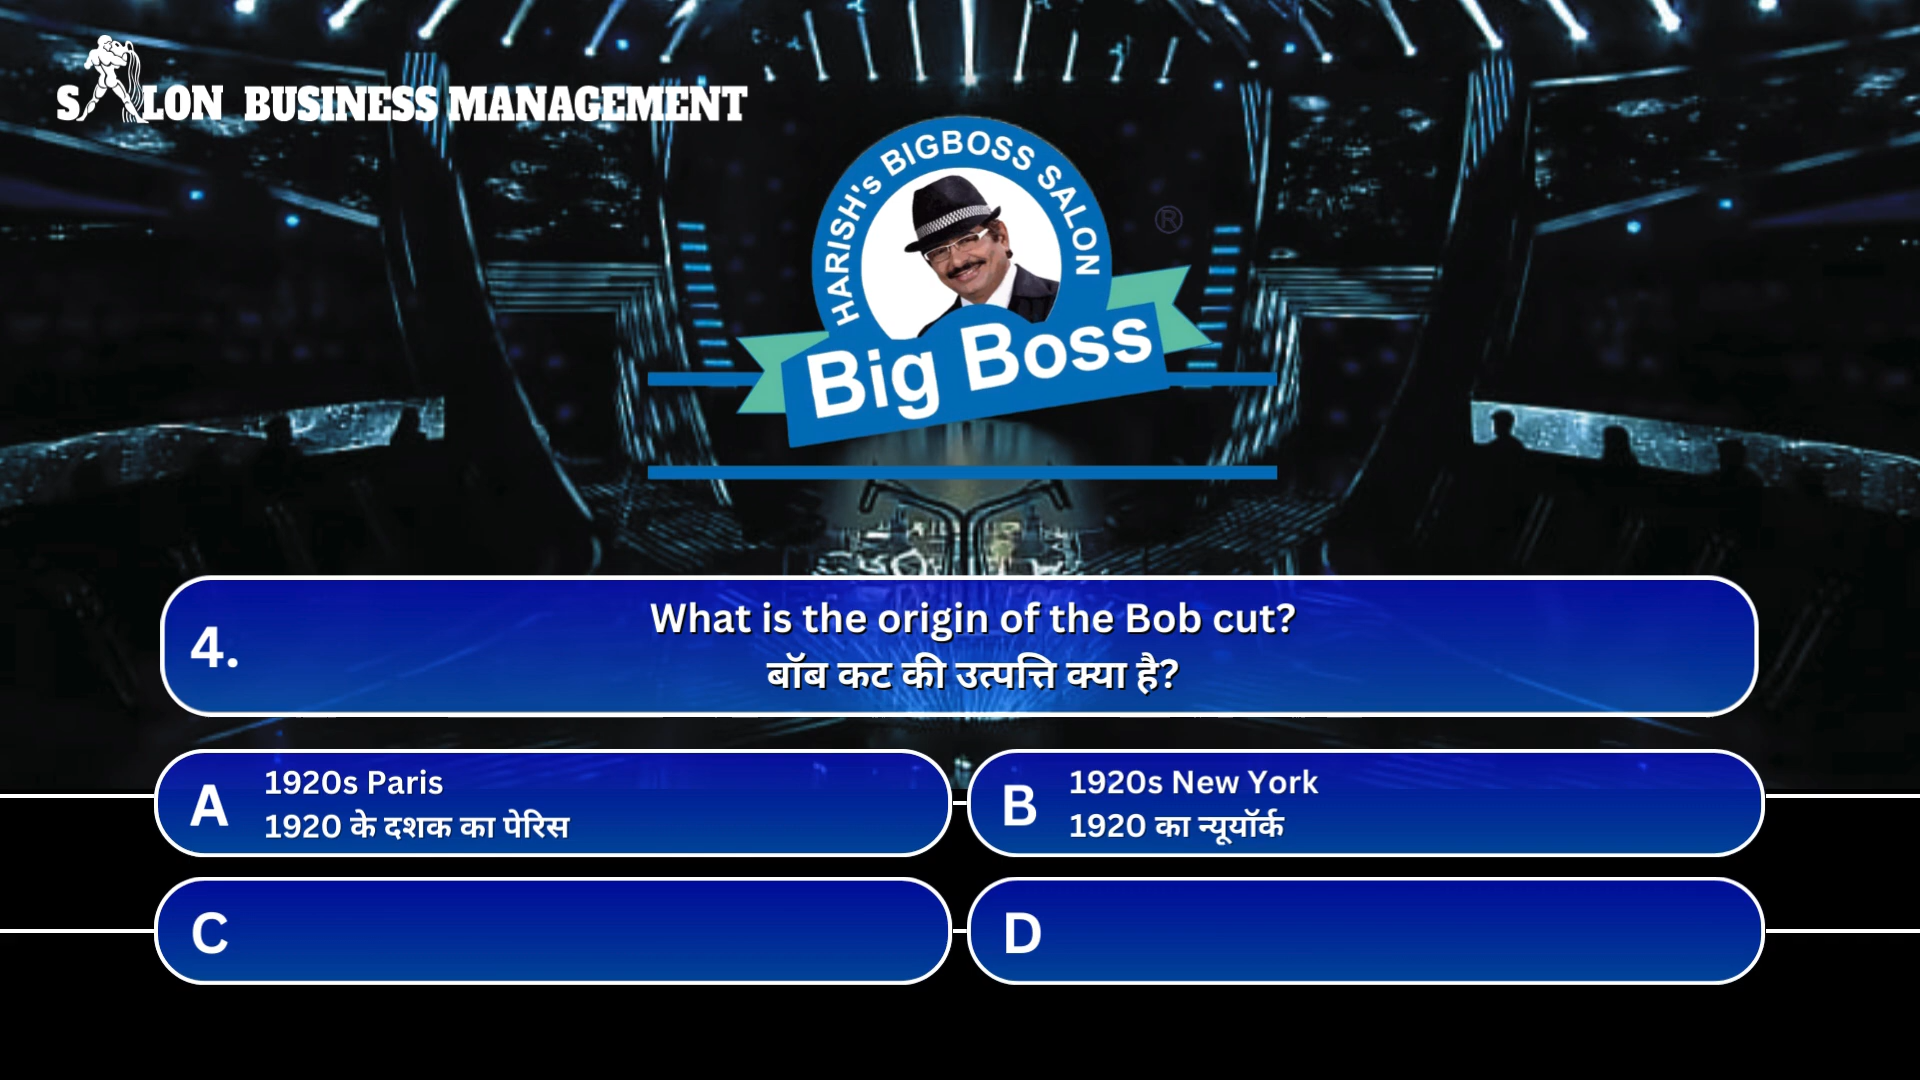 SALON BUSINESS MANAGEMENT
HARISH's BIGBOSS SALON
®
Big Boss
4.
What is the origin of the Bob cut?
बॉब कट की उत्पत्ति क्या है?
A
1920s Paris
1920 के दशक का पेरिस
B
1920s New York
1920 का न्यूयॉर्क
C
D